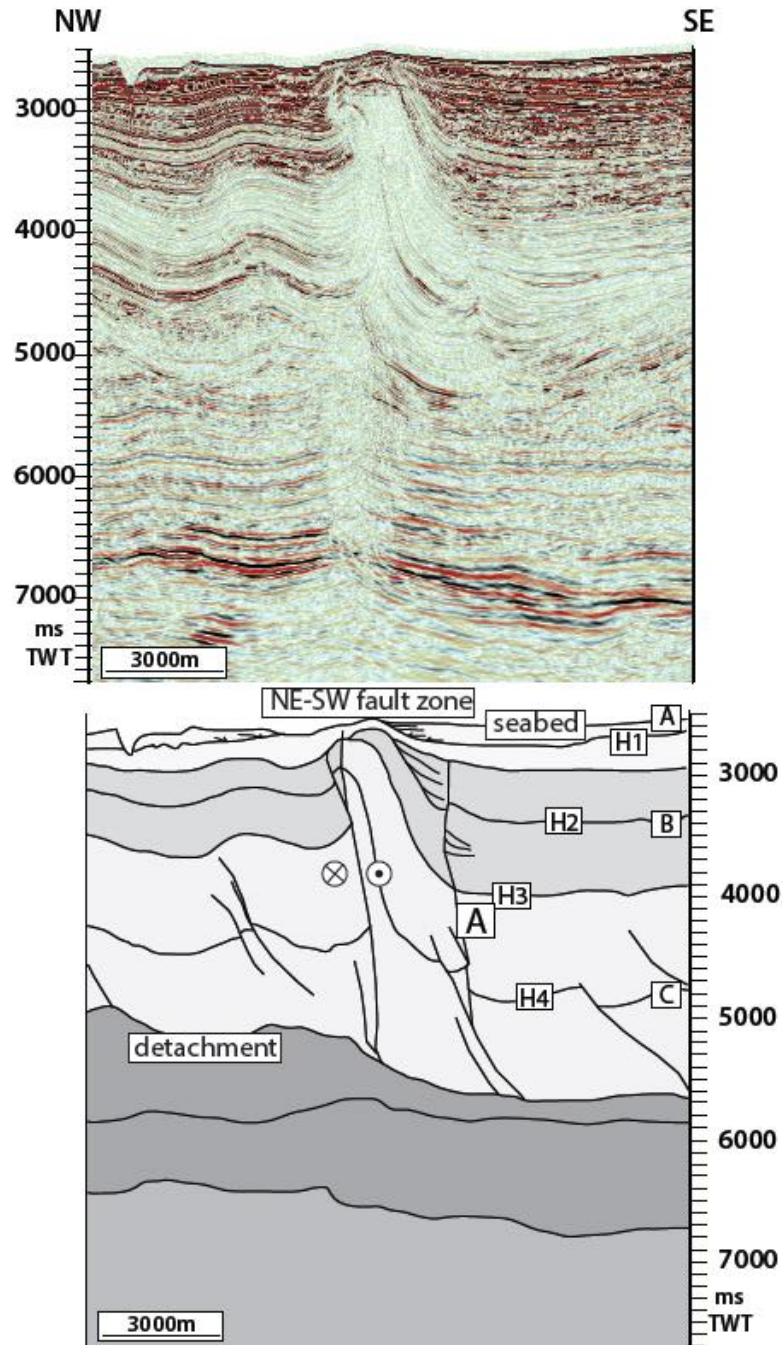 NW SE
3000
4000
5000
6000
7000
ms
TWT
3000m
NE-SW fault zone
seabed A
H1
3000
H2 B
4000
H3
A
H4 C
5000
detachment
6000
7000
ms
TWT
3000m